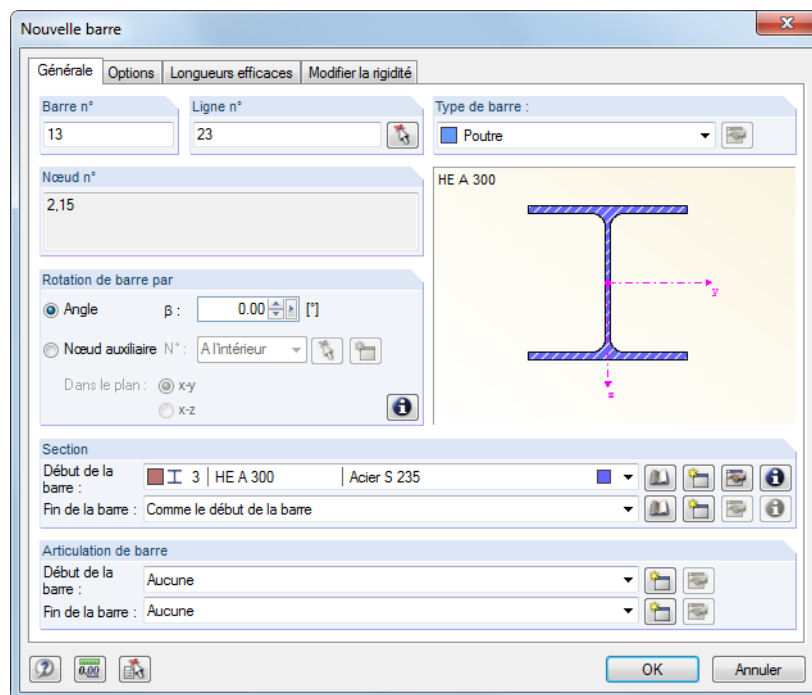 Nouvelle barre
Générale Options Longueurs efficaces Modifier la rigidité
Barre n° Ligne n° Type de barre :
13 23 Poutre
Nœud n° HE A 300
2,15
Rotation de barre par
Angle β : 0.00 [°]
y
Nœud auxiliaire N° : A l'intérieur
Dans le plan : x-y
z
x-z
Section
Début de la barre : 3 HE A 300 Acier S 235
Fin de la barre : Comme le début de la barre
Articulation de barre
Début de la barre : Aucune
Fin de la barre : Aucune
0.00 OK Annuler